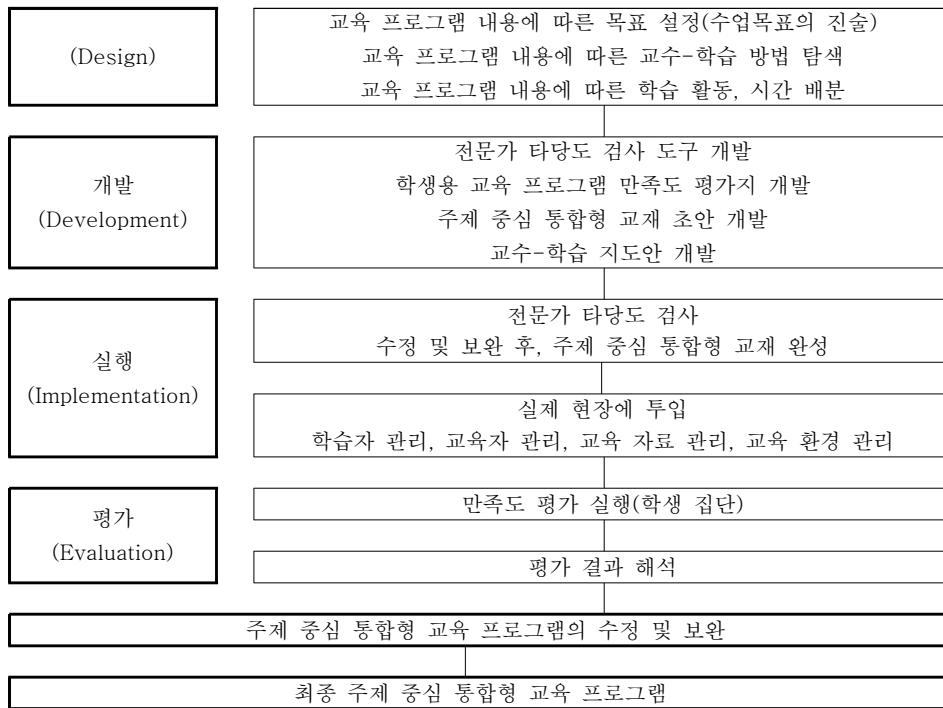 (Design)
교육 프로그램 내용에 따른 목표 설정(수업목표의 진술)
교육 프로그램 내용에 따른 교수-학습 방법 탐색
교육 프로그램 내용에 따른 학습 활동, 시간 배분
개발
(Development)
전문가 타당도 검사 도구 개발
학생용 교육 프로그램 만족도 평가지 개발
주제 중심 통합형 교재 초안 개발
교수-학습 지도안 개발
실행
(Implementation)
전문가 타당도 검사
수정 및 보완 후, 주제 중심 통합형 교재 완성
실제 현장에 투입
학습자 관리, 교육자 관리, 교육 자료 관리, 교육 환경 관리
평가
(Evaluation)
만족도 평가 실행(학생 집단)
평가 결과 해석
주제 중심 통합형 교육 프로그램의 수정 및 보완
최종 주제 중심 통합형 교육 프로그램